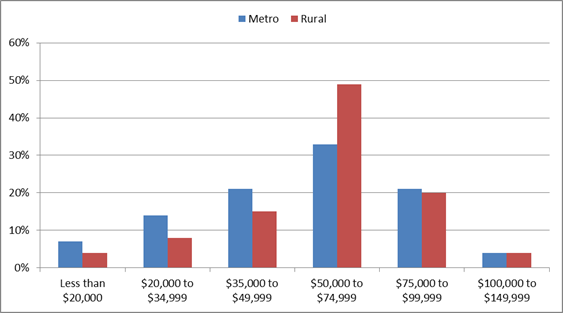 Metro Rural
60%
50%
40%
30%
20%
10%
0%
Less than $20,000 to $35,000 to $50,000 to $75,000 to $100,000 to
$20,000 $34,999 $49,999 $74,999 $99,999 $149,999